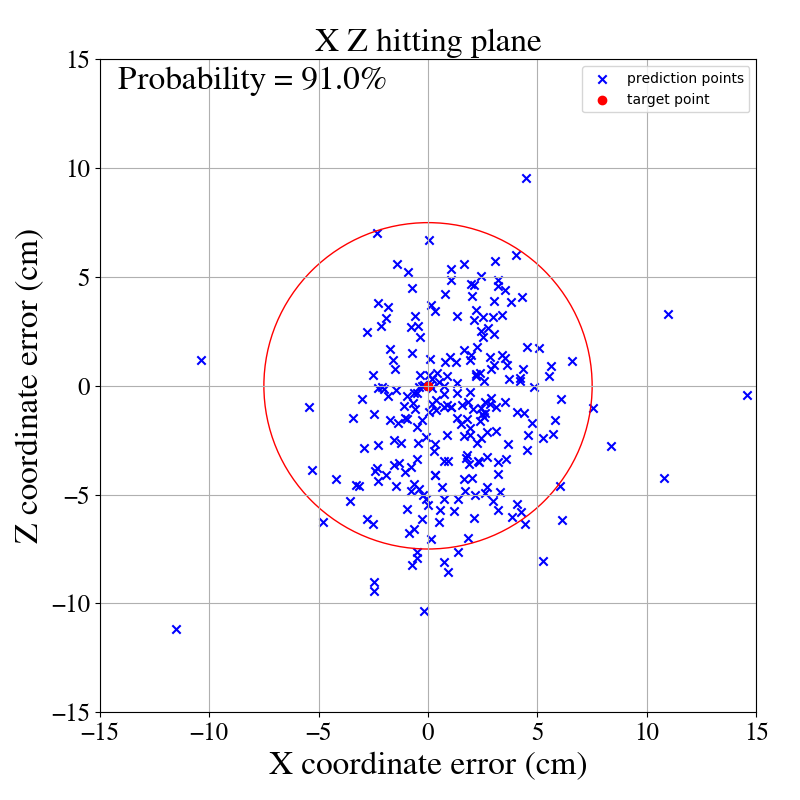 X Z hitting plane
Probability = 91.0%
prediction points
target point
Z coordinate error (cm)
15
10
5
0
−5
−10
−15
−15
−10
−5
0
5
10
15
X coordinate error (cm)